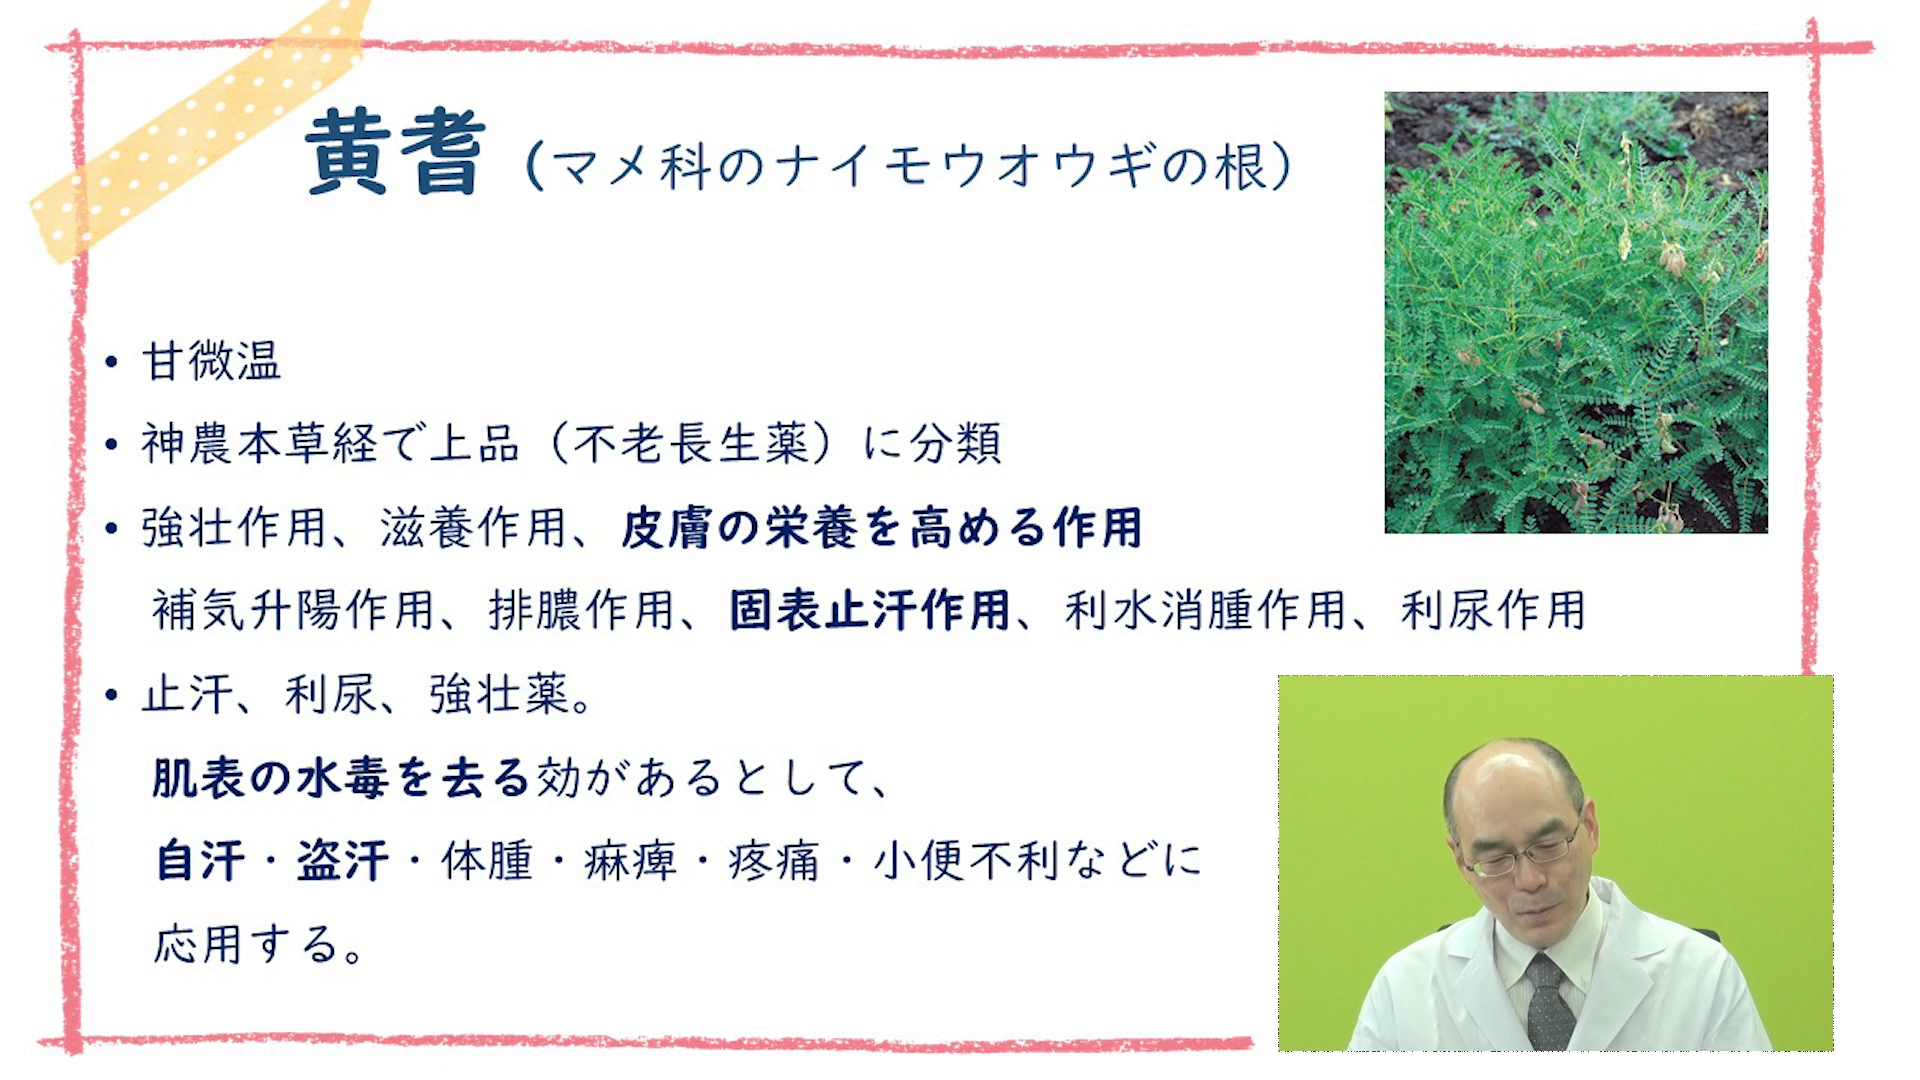 黄耆（マメ科のナイモウオウギの根）
• 甘微温
• 神農本草経で上品（不老長生薬）に分類
• 強壮作用、滋養作用、皮膚の栄養を高める作用
補気升陽作用、排膿作用、固表止汗作用、利水消腫作用、利尿作用
• 止汗、利尿、強壮薬。
肌表の水毒を去る効があるとして、
自汗・盗汗・体腫・麻痺・疼痛・小便不利などに
応用する。